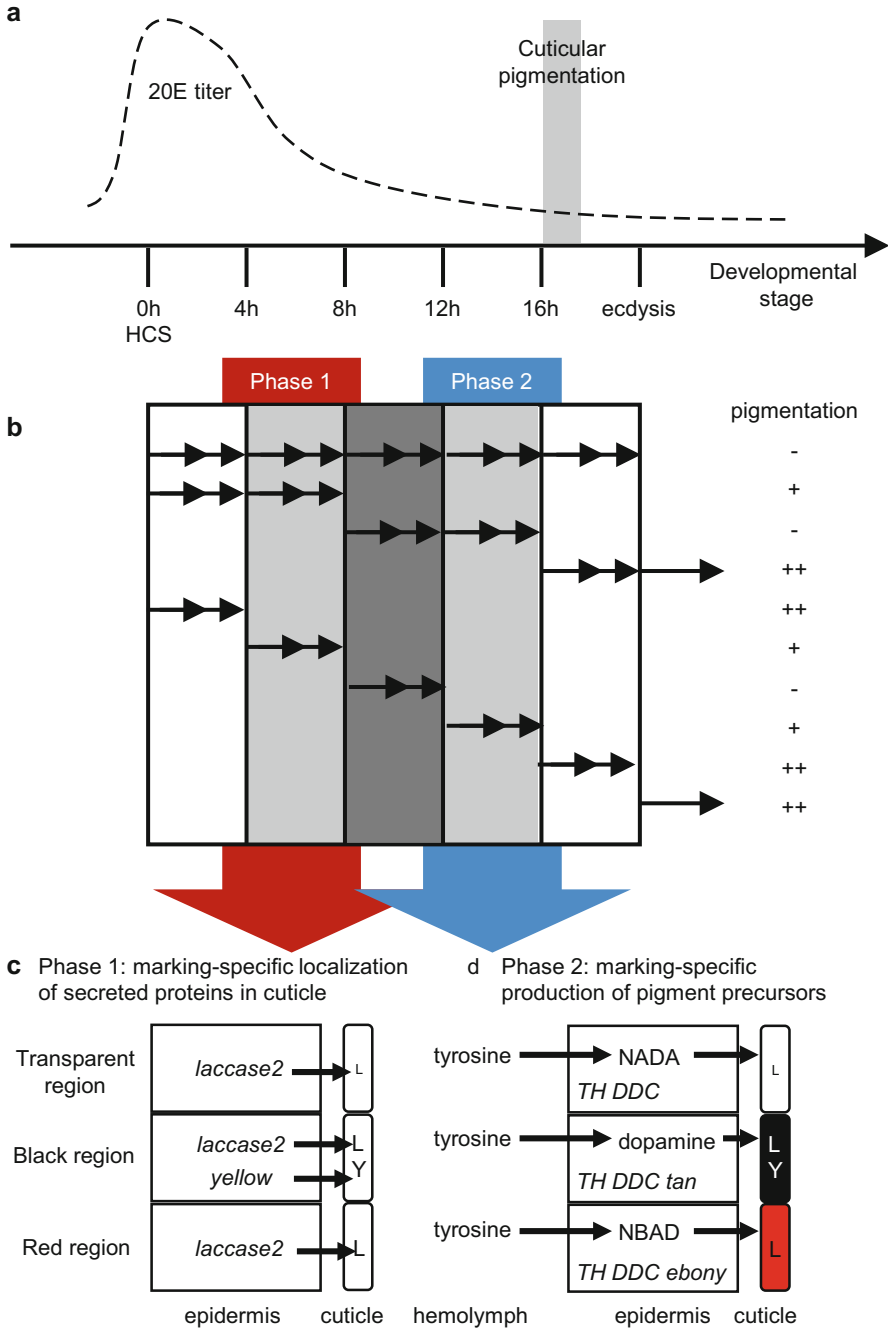 a
20E titer
Cuticular
pigmentation
0h
HCS
4h
8h
12h
16h
ecdysis
Developmental
stage
Phase 1
Phase 2
b
pigmentation
-
+
-
++
++
+
-
+
++
++
c Phase 1: marking-specific localization
of secreted proteins in cuticle
d Phase 2: marking-specific
production of pigment precursors
Transparent
region
laccase2
L
Black region
laccase2
yellow
L
Y
Red region
laccase2
L
epidermis
cuticle
hemolymph
tyrosine
NADA
TH DDC
L
tyrosine
dopamine
TH DDC tan
L
Y
tyrosine
NBAD
TH DDC ebony
L
epidermis
cuticle